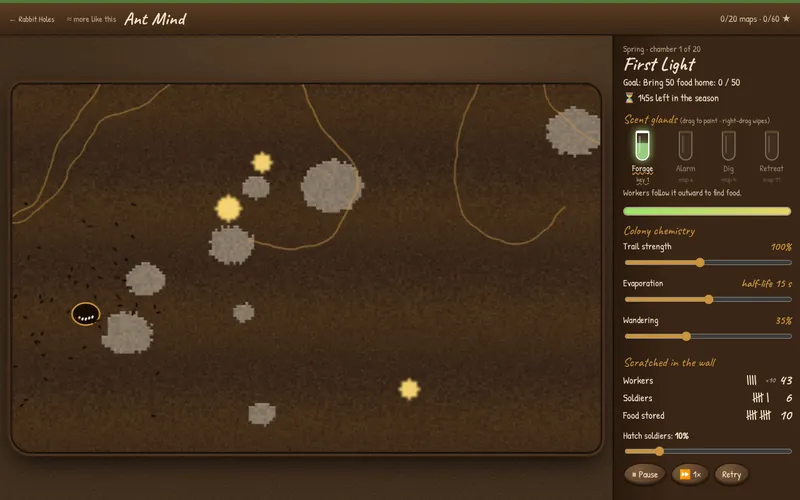 ← Rabbit Holes
≈ more like this
Ant Mind
0/20 maps · 0/60 ★
Spring · chamber 1 of 20
First Light
Goal: Bring 50 food home: 0 / 50
⏳ 145s left in the season
Scent glands (drag to paint · right-drag wipes)
Forage
Alarm
Dig
Retreat
key 1
Workers follow it outward to find food.
Colony chemistry
Trail strength 100%
Evaporation half-life 15 s
Wandering 35%
Scratched in the wall
Workers ×10 43
Soldiers 6
Food stored 10
Hatch soldiers: 10%
⏸ Pause
⏩ 1×
Retry